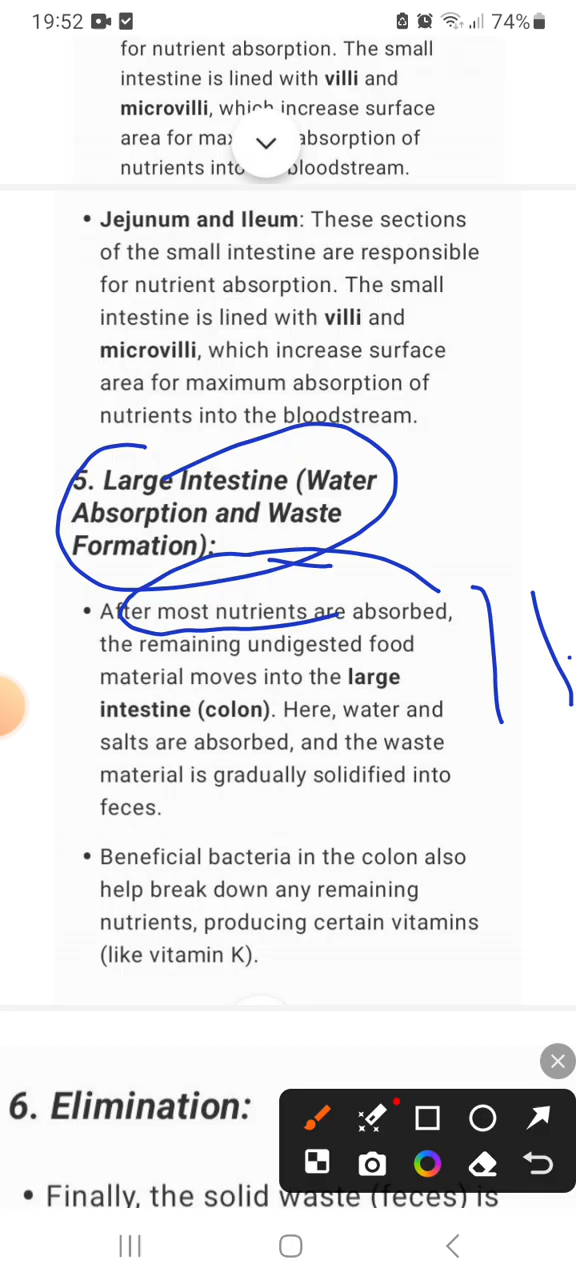 19:52 74%
for nutrient absorption. The small
intestine is lined with villi and
microvilli, which increase surface
area for absorption of
nutrients into bloodstream.
• Jejunum and Ileum: These sections
of the small intestine are responsible
for nutrient absorption. The small
intestine is lined with villi and
microvilli, which increase surface
area for maximum absorption of
nutrients into the bloodstream.
5. Large Intestine (Water
Absorption and Waste
Formation):
• After most nutrients are absorbed,
the remaining undigested food
material moves into the large
intestine (colon). Here, water and
salts are absorbed, and the waste
material is gradually solidified into
feces.
• Beneficial bacteria in the colon also
help break down any remaining
nutrients, producing certain vitamins
(like vitamin K).
6. Elimination:
• Finally, the solid waste (feces) is